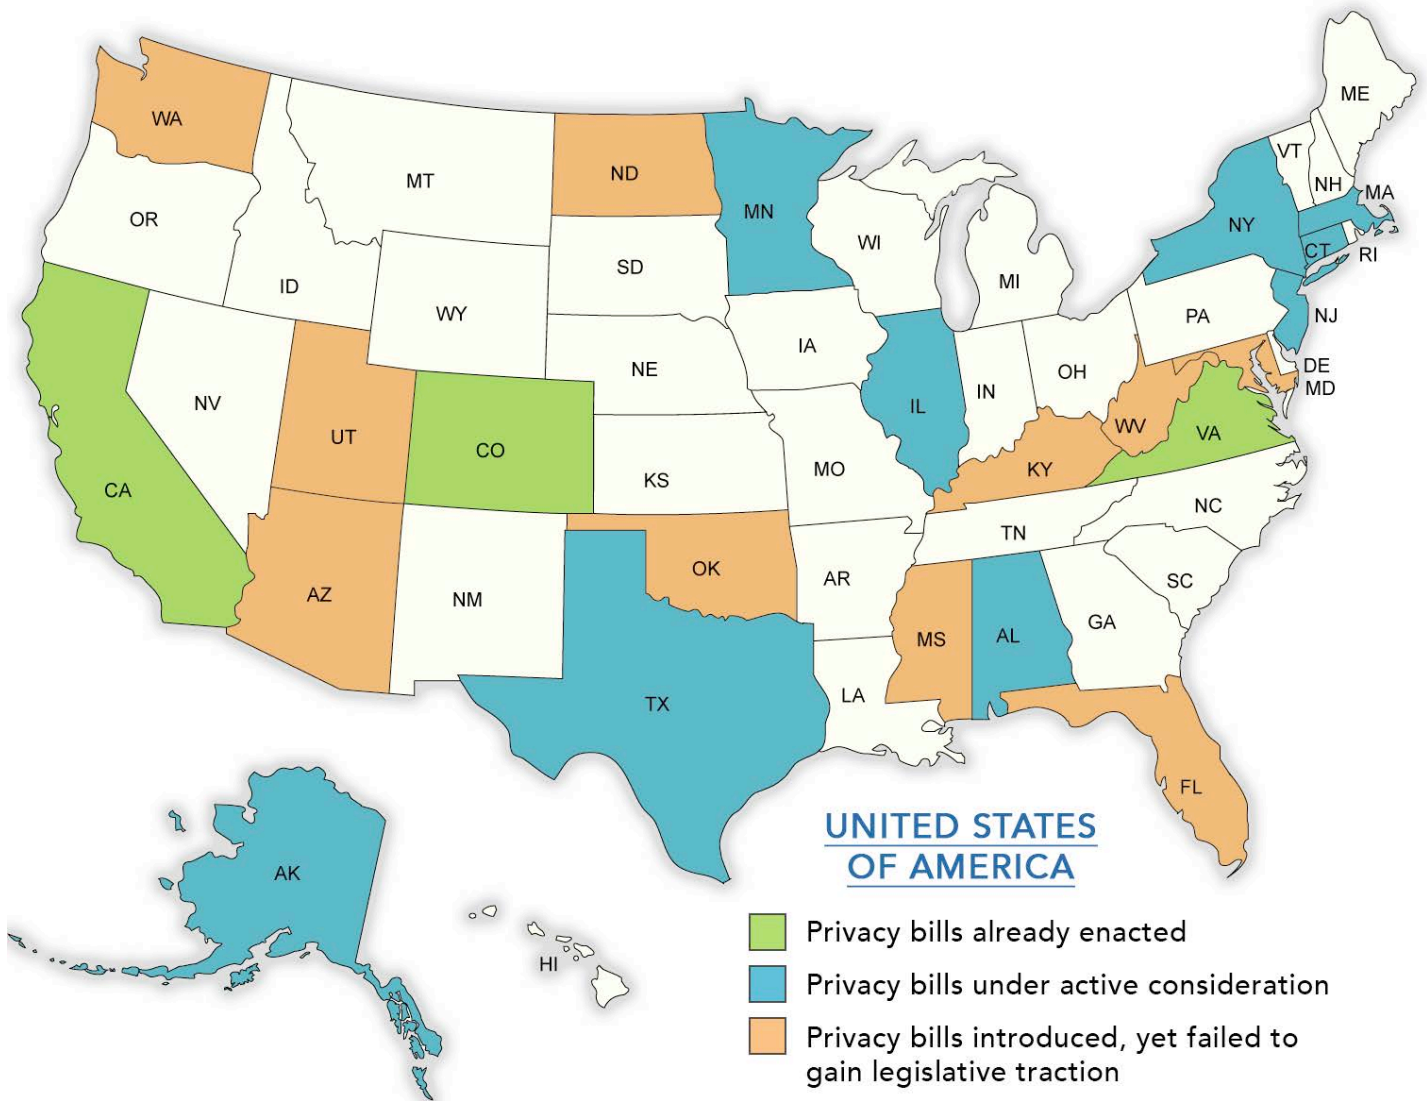 ME
WA
VT
ND
MT
NH
MA
OR
MN
NY
WI
CT
RI
SD
MI
ID
WY
PA
NJ
IA
NE
OH
DE
IN
MD
NV
IL
WV
UT
VA
CO
MO
KY
KS
CA
NC
TN
OK
AR
SC
AZ
NM
GA
MS
AL
LA
TX
FL
UNITED STATES
OF AMERICA
AK
Privacy bills already enacted
HI
Privacy bills under active consideration
Privacy bills introduced, yet failed to
gain legislative traction